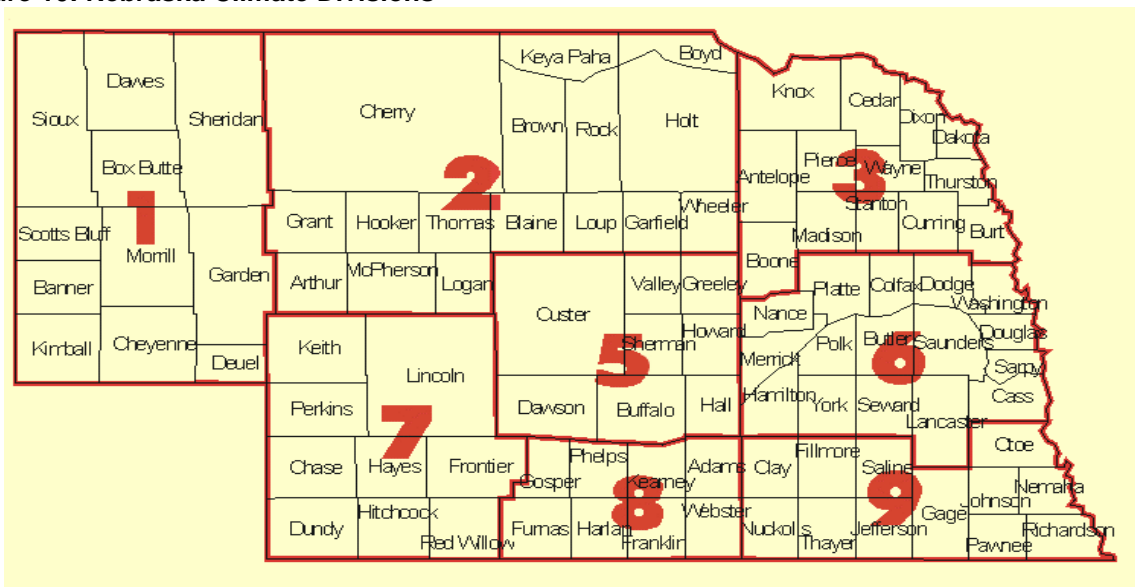 Nebraska Climate Divisions
Keya Paha
Boyd
Dawes
Knox
Cedar
Sioux
Sheridan
Cherry
Brown
Rock
Holt
Dixon
Dakota
Box Butte
Pierce
Wayne
Antelope
Thurston
1
2
3
Stanton
Grant
Hooker
Thomas
Blaine
Loup
Garfield
Wheeler
Madison
Cuming
Burt
Scotts Bluff
Morrill
Garden
Boone
Banner
Arthur
McPherson
Logan
Valley
Greeley
Platte
Colfax
Dodge
Washington
Custer
Nance
Kimball
Cheyenne
Deuel
Keith
Lincoln
Sherman
Howard
Merrick
Polk
Butler
Saunders
Douglas
Sarpy
5
6
Perkins
Dawson
Buffalo
Hall
Hamilton
York
Seward
Lancaster
Cass
7
Chase
Hayes
Frontier
Gosper
Phelps
Kearney
Adams
Clay
Fillmore
Saline
Otoe
8
9
Johnson
Nemaha
Dundy
Hitchcock
Red Willow
Furnas
Harlan
Franklin
Webster
Nuckolls
Thayer
Jefferson
Gage
Pawnee
Richardson